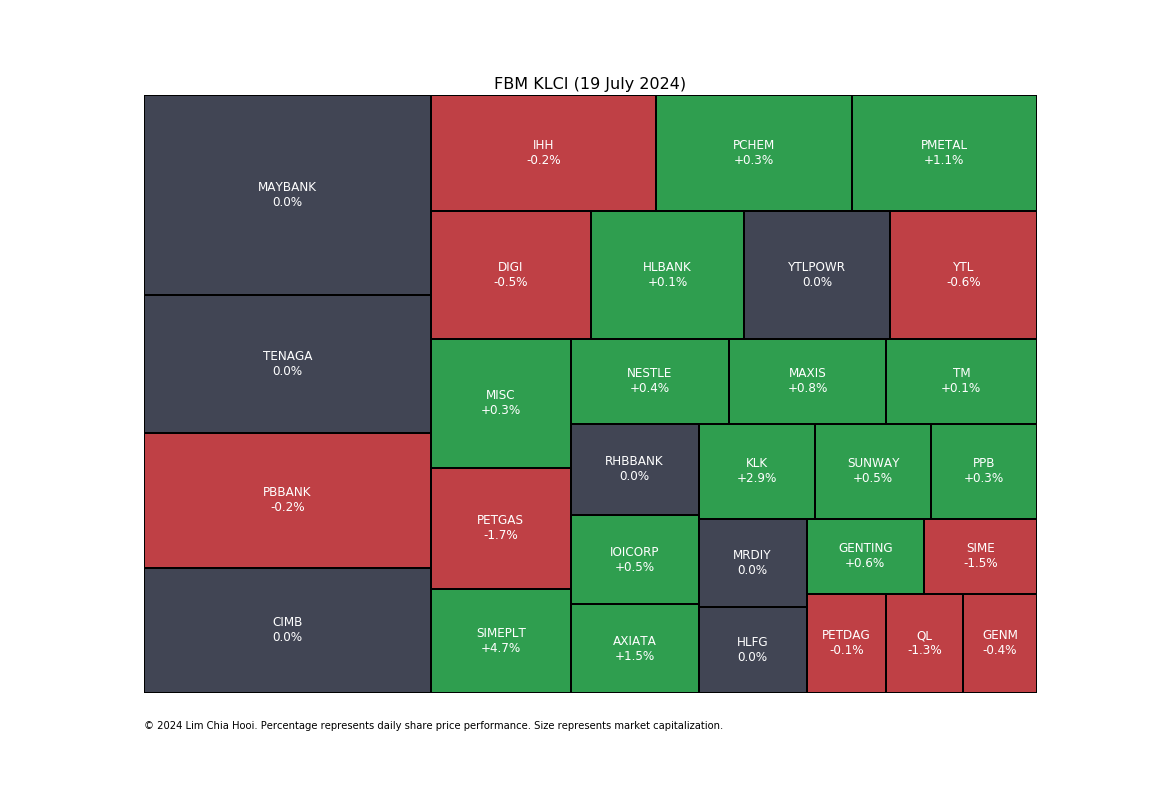 FBM KLCI (19 July 2024)
MAYBANK
0.0%
TENAGA
0.0%
PBBANK
-0.2%
CIMB
0.0%
IHH
-0.2%
PCHEM
+0.3%
PMETAL
+1.1%
DIGI
-0.5%
HLBANK
+0.1%
YTLPOWR
0.0%
YTL
-0.6%
MISC
+0.3%
PETGAS
-1.7%
SIMEPLT
+4.7%
NESTLE
+0.4%
MAXIS
+0.8%
TM
+0.1%
RHBBANK
0.0%
IOICORP
+0.5%
AXIATA
+1.5%
KLK
+2.9%
SUNWAY
+0.5%
PPB
+0.3%
MRDIY
0.0%
HLFG
0.0%
GENTING
+0.6%
SIME
-1.5%
PETDAG
-0.1%
QL
-1.3%
GENM
-0.4%
© 2024 Lim Chia Hooi. Percentage represents daily share price performance. Size represents market capitalization.